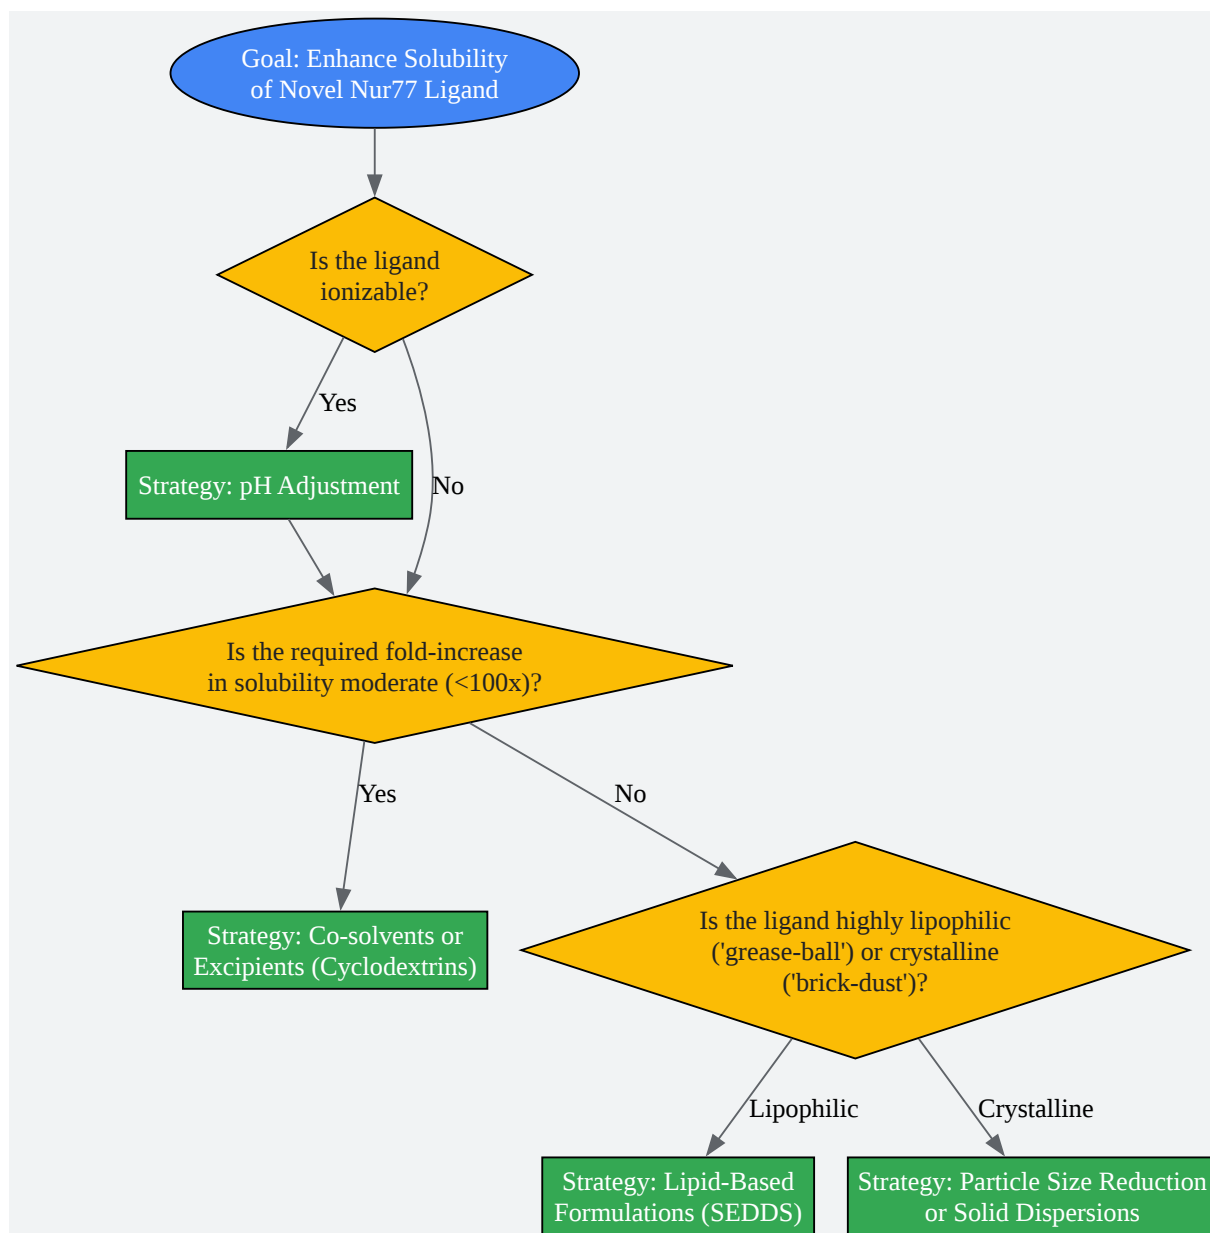 Goal: Enhance Solubility
of Novel Nur77 Ligand
Is the ligand
ionizable?
Yes
Strategy: pH Adjustment
No
Is the required fold-increase
in solubility moderate (<100x)?
Yes
No
Strategy: Co-solvents or
Excipients (Cyclodextrins)
Is the ligand highly lipophilic
('grease-ball') or crystalline
('brick-dust')?
Lipophilic
Crystalline
Strategy: Lipid-Based
Formulations (SEDDS)
Strategy: Particle Size Reduction
or Solid Dispersions